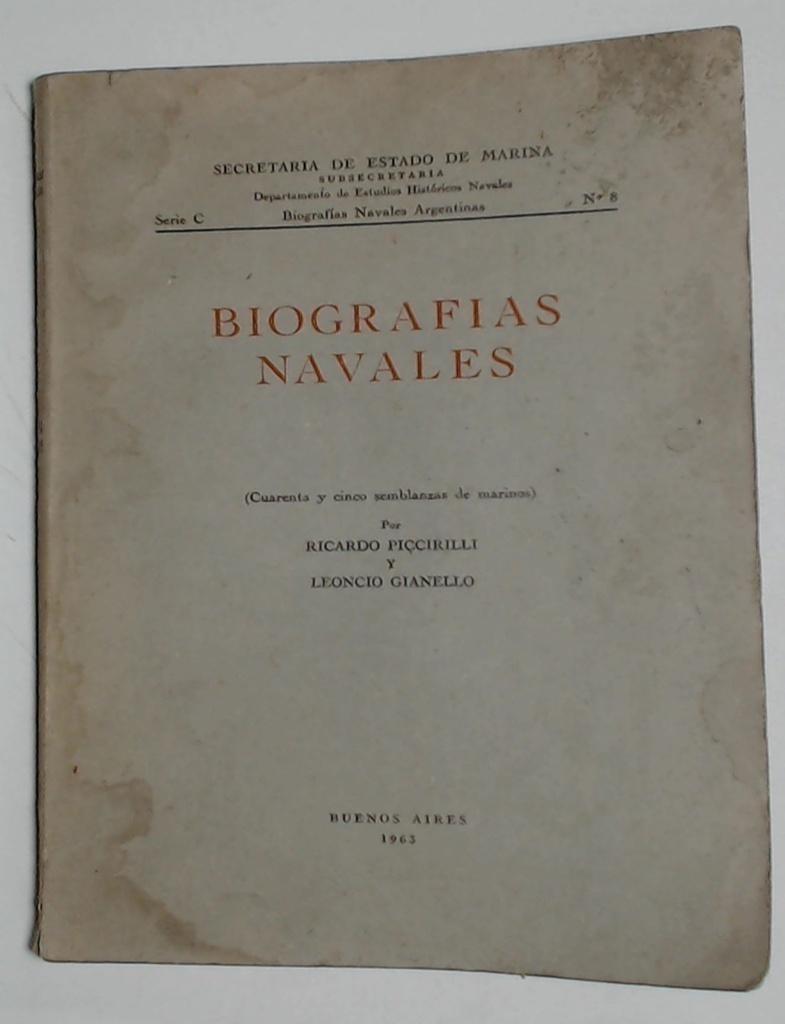 SECRETARIA DE ESTADO DE MARINA
SUBSECRETARIA
Departamento de Estudios Históricos Navales
Serie C Biografías Navales Argentinas Nº 8
BIOGRAFIAS
NAVALES
(Cuarenta y cinco semblanzas de marinos)
Por
RICARDO PICCIRILLI
Y
LEONCIO GIANELLO
BUENOS AIRES
1963